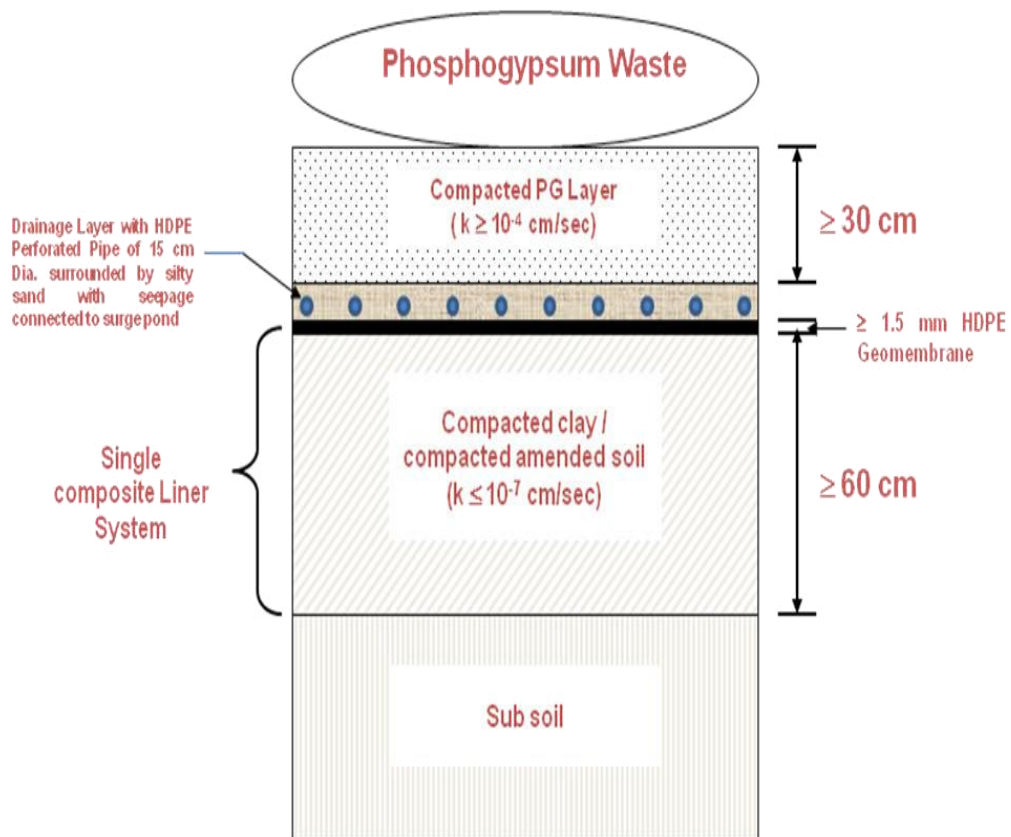 Phosphogypsum Waste
Compacted PG Layer
( k ≥ 10⁻⁴ cm/sec)
≥ 30 cm
Drainage Layer with HDPE
Perforated Pipe of 15 cm
Dia. surrounded by silty
sand with seepage
connected to surge pond
≥ 1.5 mm HDPE
Geomembrane
Single
composite Liner
System
Compacted clay /
compacted amended soil
(k ≤ 10⁻⁷ cm/sec)
≥ 60 cm
Sub soil